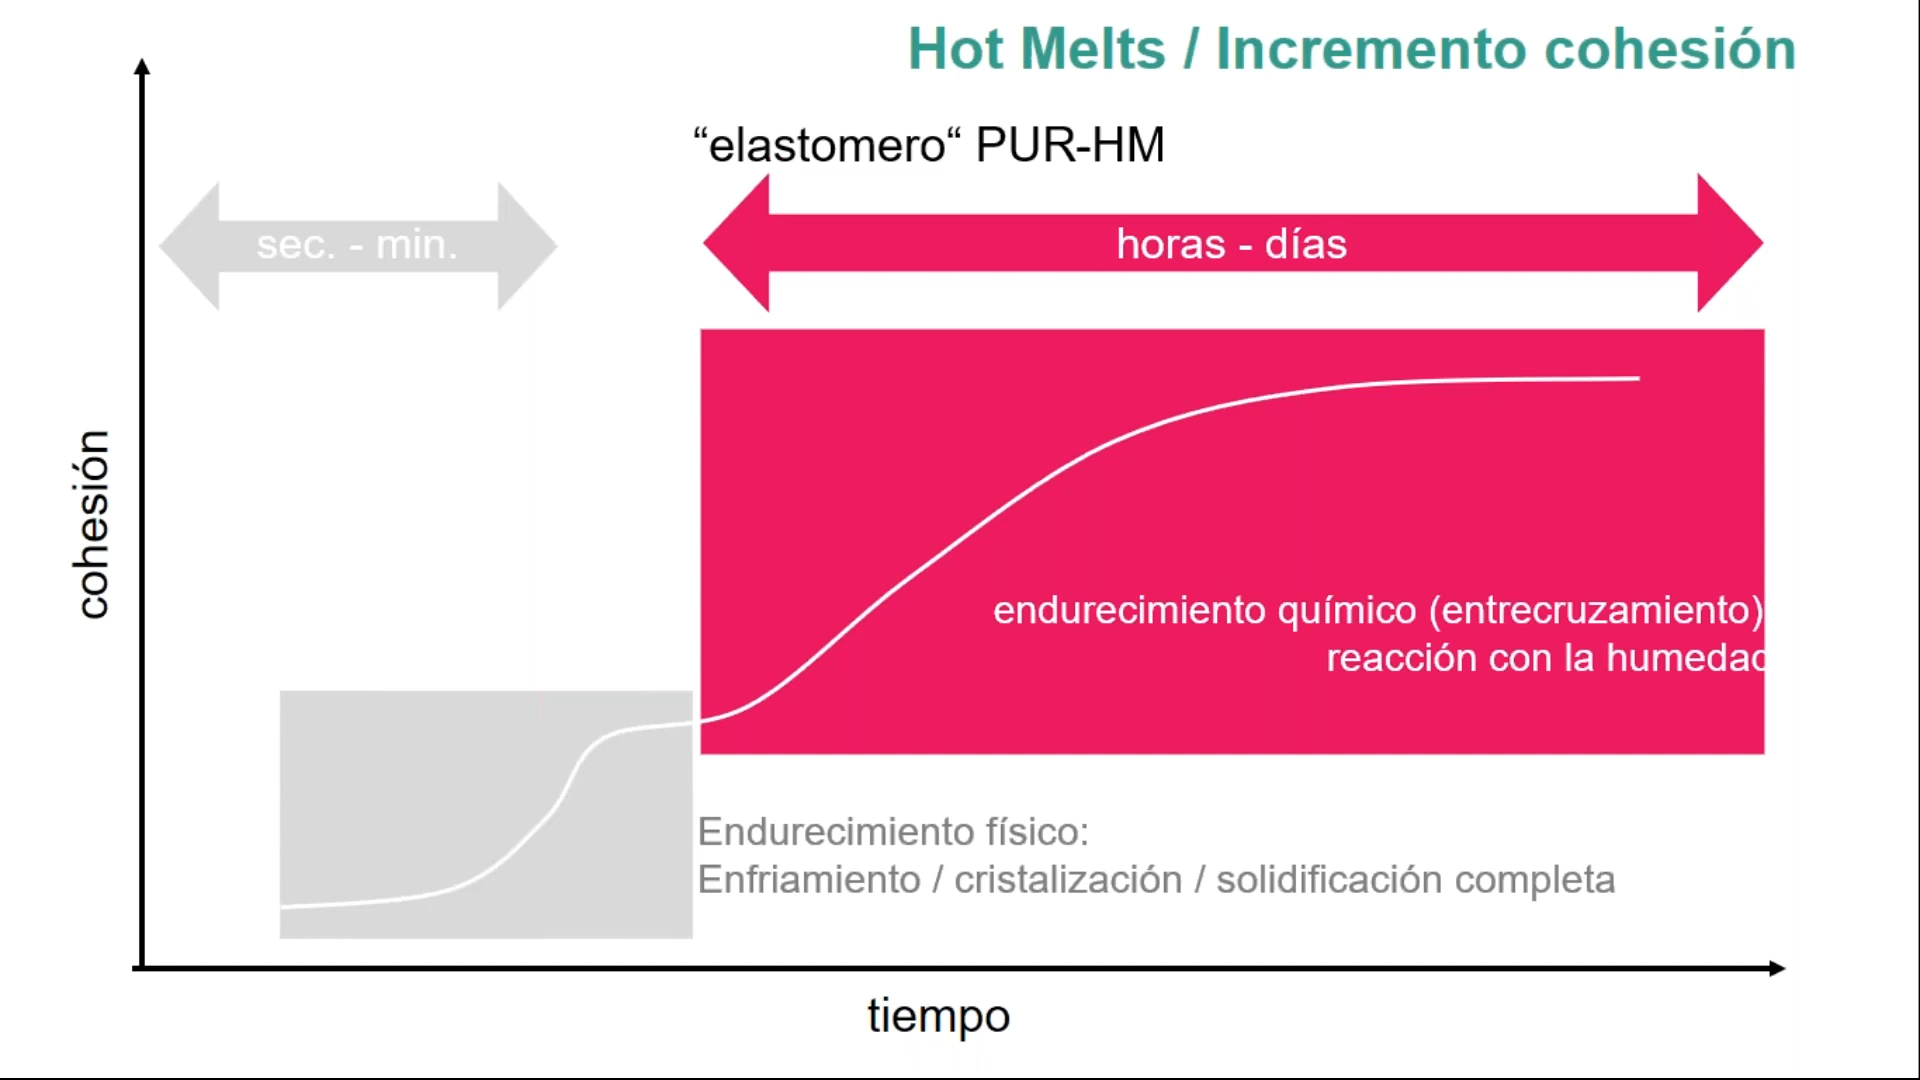 Hot Melts / Incremento cohesión
“elastomero“ PUR-HM
sec. - min.
horas - días
cohesión
endurecimiento químico (entrecruzamiento)
reacción con la humedad
Endurecimiento físico:
Enfriamiento / cristalización / solidificación completa
tiempo